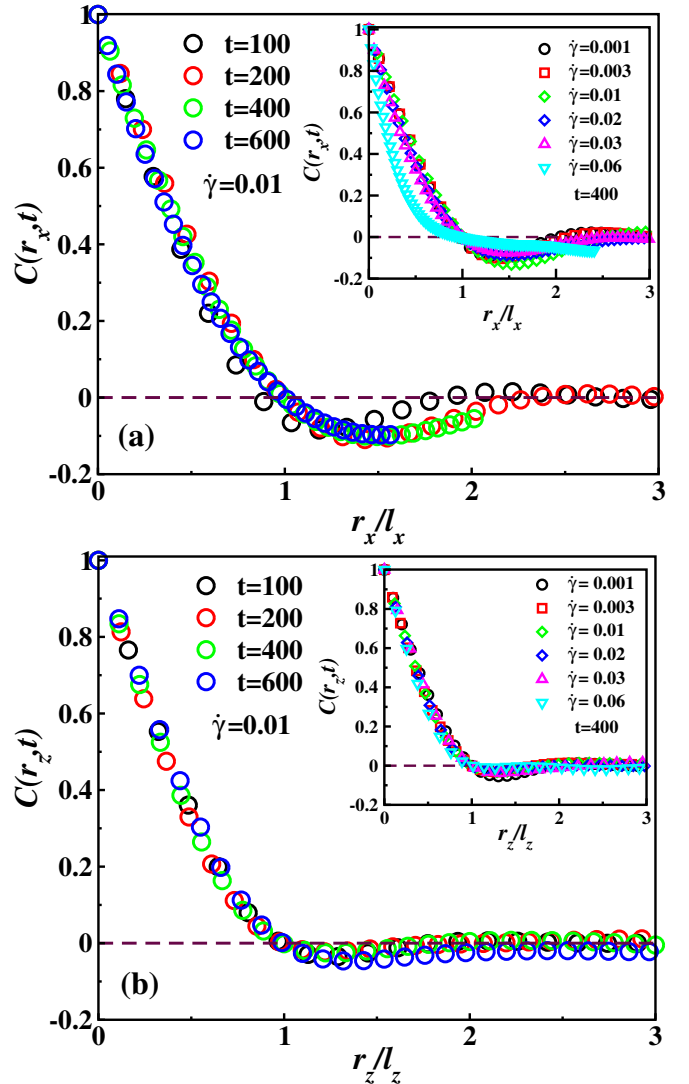 1
0.8
0.6
0.4
0.2
0
-0.2
C(r_x,t)
t=100
t=200
t=400
t=600
γ̇=0.01
(a)
0 1 2 3
r_x/l_x
1
0.8
0.6
0.4
0.2
0
-0.2
C(r_x,t)
γ̇=0.001
γ̇=0.003
γ̇=0.01
γ̇=0.02
γ̇=0.03
γ̇=0.06
t=400
0 1 2 3
r_x/l_x
1
0.8
0.6
0.4
0.2
0
-0.2
C(r_z,t)
t=100
t=200
t=400
t=600
γ̇=0.01
(b)
0 1 2 3
r_z/l_z
1
0.8
0.6
0.4
0.2
0
-0.2
C(r_z,t)
γ̇= 0.001
γ̇= 0.003
γ̇= 0.01
γ̇= 0.02
γ̇= 0.03
γ̇= 0.06
t=400
0 1 2 3
r_z/l_z